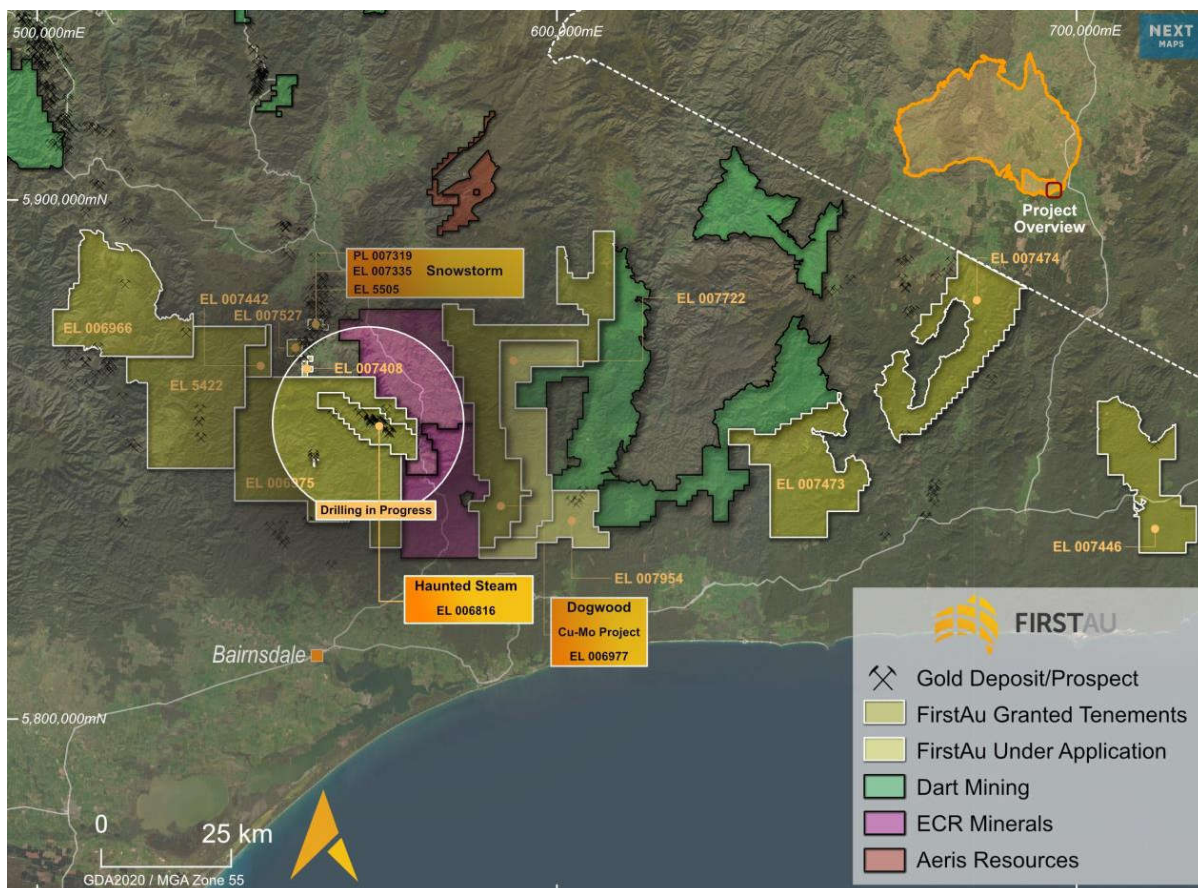 500,000mE
600,000mE
700,000mE
NEXT
MAPS
5,900,000mN
Project
Overview
PL 007319
EL 007335
EL 5505
Snowstorm
EL 007474
EL 007442
EL 007527
EL 007722
EL 006966
EL 007408
EL 5422
EL 006975
EL 007473
Drilling in Progress
EL 007446
Haunted Steam
EL 006816
EL 007954
Dogwood
Cu-Mo Project
EL 006977
Bairnsdale
5,800,000mN
FIRSTAU
Gold Deposit/Prospect
FirstAu Granted Tenements
FirstAu Under Application
Dart Mining
ECR Minerals
Aeris Resources
0 25 km
GDA2020 / MGA Zone 55